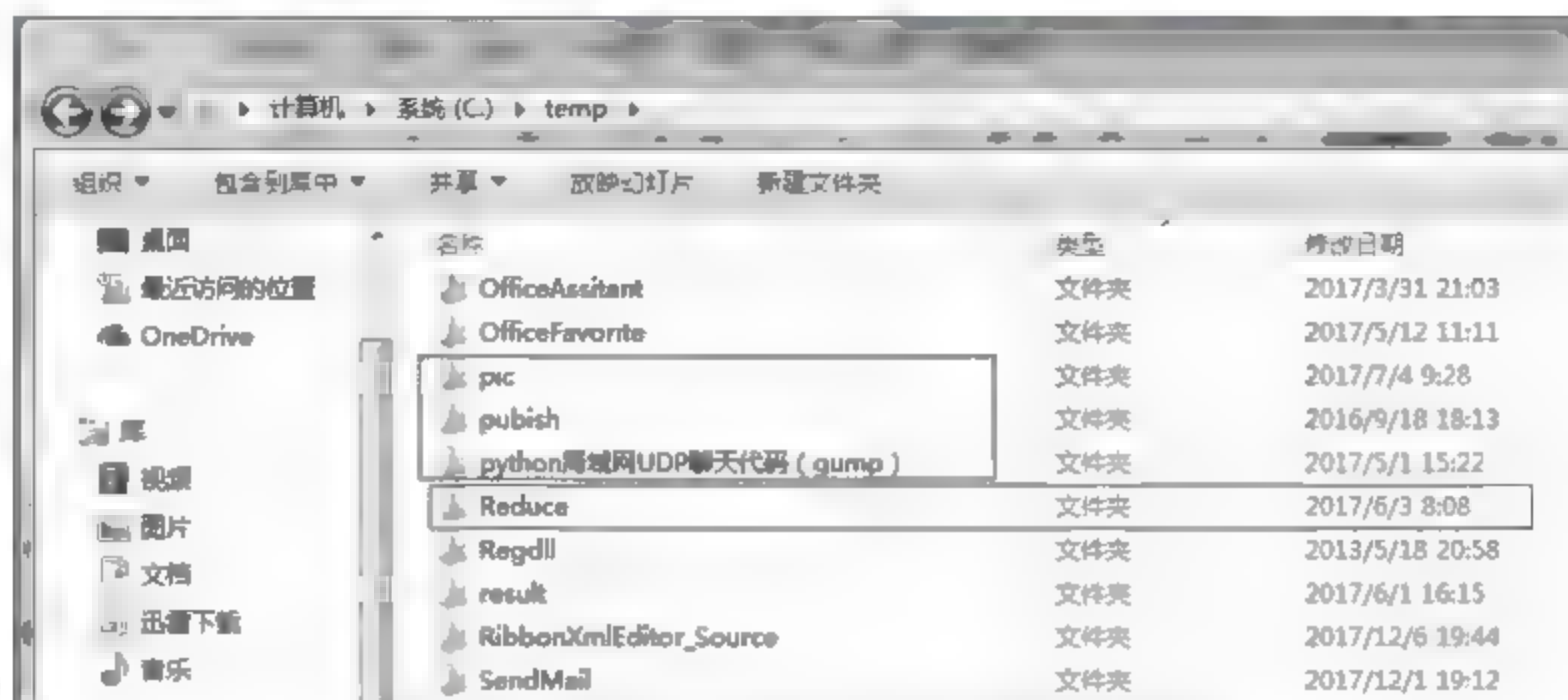 计算机 系统 (C:) temp
组织 包含到库中 共享 放映幻灯片 新建文件夹
桌面
最近访问的位置
OneDrive
库
视频
图片
文档
迅雷下载
音乐
名称 类型 修改日期
OfficeAssitant 文件夹 2017/3/31 21:03
OfficeFavorite 文件夹 2017/5/12 11:11
pic 文件夹 2017/7/4 9:28
pubish 文件夹 2016/9/18 18:13
python局域网UDP聊天代码（gump） 文件夹 2017/5/1 15:22
Reduce 文件夹 2017/6/3 8:08
Regdll 文件夹 2013/5/18 20:58
result 文件夹 2017/6/1 16:15
RibbonXmlEditor_Source 文件夹 2017/12/6 19:44
SendMail 文件夹 2017/12/1 19:12